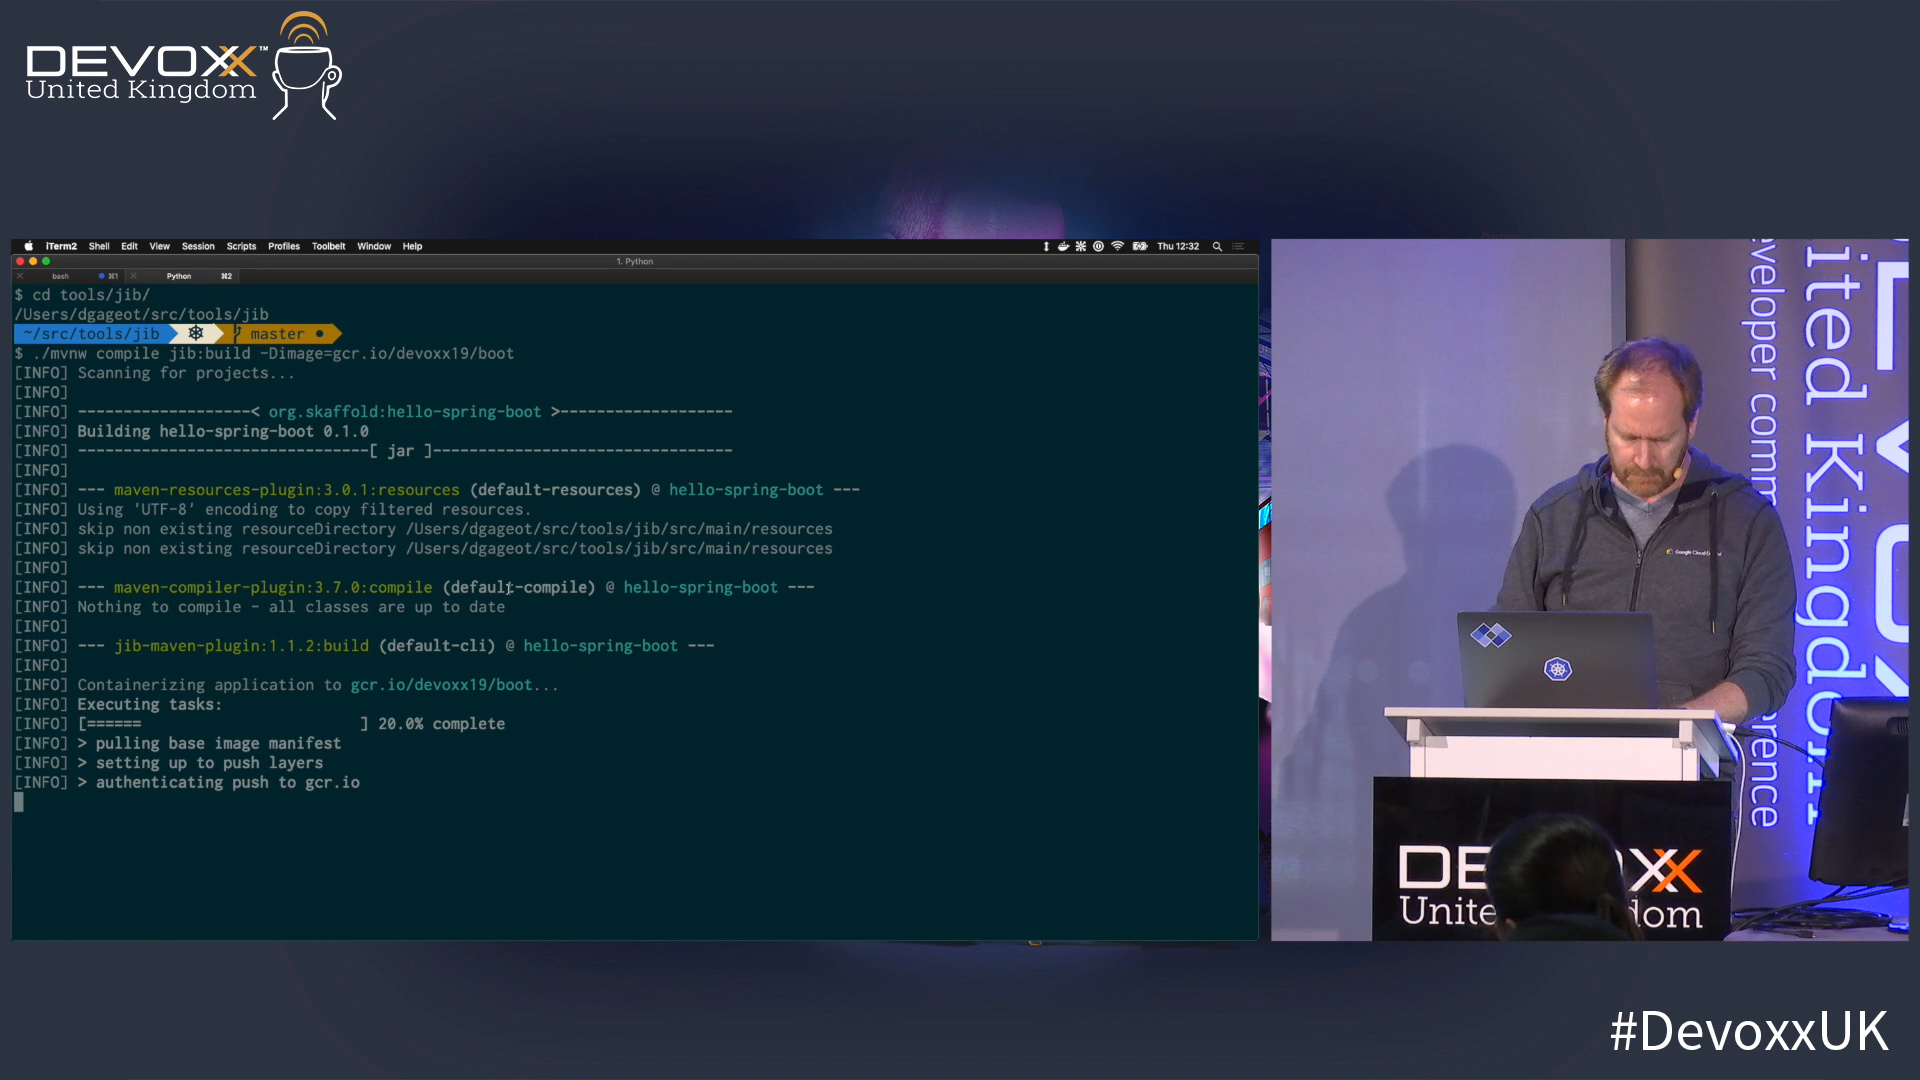 DEVOXX™
United Kingdom
iTerm2 Shell Edit View Session Scripts Profiles Toolbelt Window Help
Thu 12:32
1. Python
bash ⌘1 Python ⌘2
$ cd tools/jib/
/Users/dgageot/src/tools/jib
~/src/tools/jib master ●
$ ./mvnw compile jib:build -Dimage=gcr.io/devoxx19/boot
[INFO] Scanning for projects...
[INFO]
[INFO] -------------------< org.skaffold:hello-spring-boot >-------------------
[INFO] Building hello-spring-boot 0.1.0
[INFO] --------------------------------[ jar ]---------------------------------
[INFO]
[INFO] --- maven-resources-plugin:3.0.1:resources (default-resources) @ hello-spring-boot ---
[INFO] Using 'UTF-8' encoding to copy filtered resources.
[INFO] skip non existing resourceDirectory /Users/dgageot/src/tools/jib/src/main/resources
[INFO] skip non existing resourceDirectory /Users/dgageot/src/tools/jib/src/main/resources
[INFO]
[INFO] --- maven-compiler-plugin:3.7.0:compile (default-compile) @ hello-spring-boot ---
[INFO] Nothing to compile - all classes are up to date
[INFO]
[INFO] --- jib-maven-plugin:1.1.2:build (default-cli) @ hello-spring-boot ---
[INFO]
[INFO] Containerizing application to gcr.io/devoxx19/boot...
[INFO] Executing tasks:
[INFO] [====== ] 20.0% complete
[INFO] > pulling base image manifest
[INFO] > setting up to push layers
[INFO] > authenticating push to gcr.io
Google Cloud
DE XX
Unite dom
ited Kingdom
eveloper comm rence
#DevoxxUK